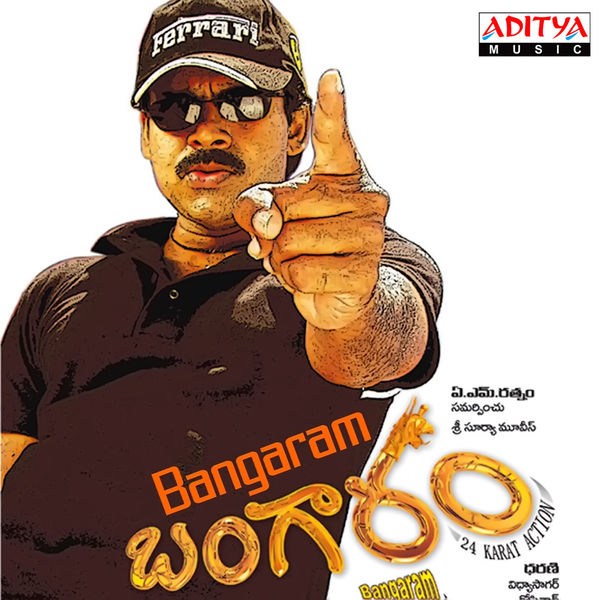 Ferrari
ADITYA
MUSIC
ఏ.ఎమ్.రత్నం
సమర్పించు
శ్రీ సూర్యా మూవీస్
Bangaram
బంగారం
24 KARAT ACTION
Bangaram
ధరణి
విద్యాసాగర్